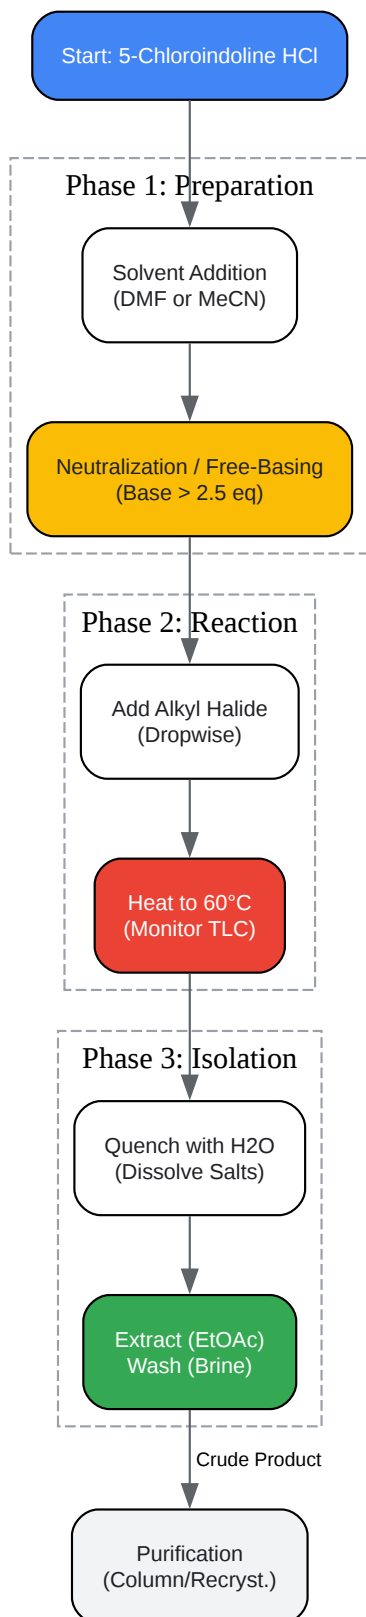 Start: 5-Chloroindoline HCl
Phase 1: Preparation
Solvent Addition
(DMF or MeCN)
Neutralization / Free-Basing
(Base > 2.5 eq)
Phase 2: Reaction
Add Alkyl Halide
(Dropwise)
Heat to 60°C
(Monitor TLC)
Phase 3: Isolation
Quench with H2O
(Dissolve Salts)
Extract (EtOAc)
Wash (Brine)
Crude Product
Purification
(Column/Recryst.)